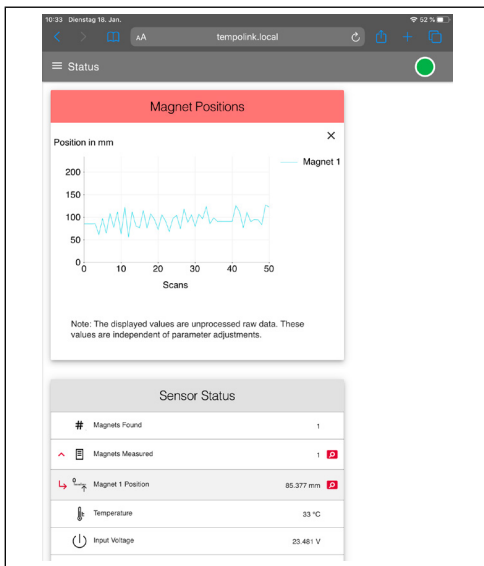 10:33 Dienstag 18. Jan.
52 %
AA
tempolink.local
Status
Magnet Positions
Position in mm
Magnet 1
200
150
100
50
0
0 10 20 30 40 50
Scans
Note: The displayed values are unprocessed raw data. These
values are independent of parameter adjustments.
Sensor Status
# Magnets Found 1
Magnets Measured 1
Magnet 1 Position 85.377 mm
Temperature 33 °C
Input Voltage 23.481 V